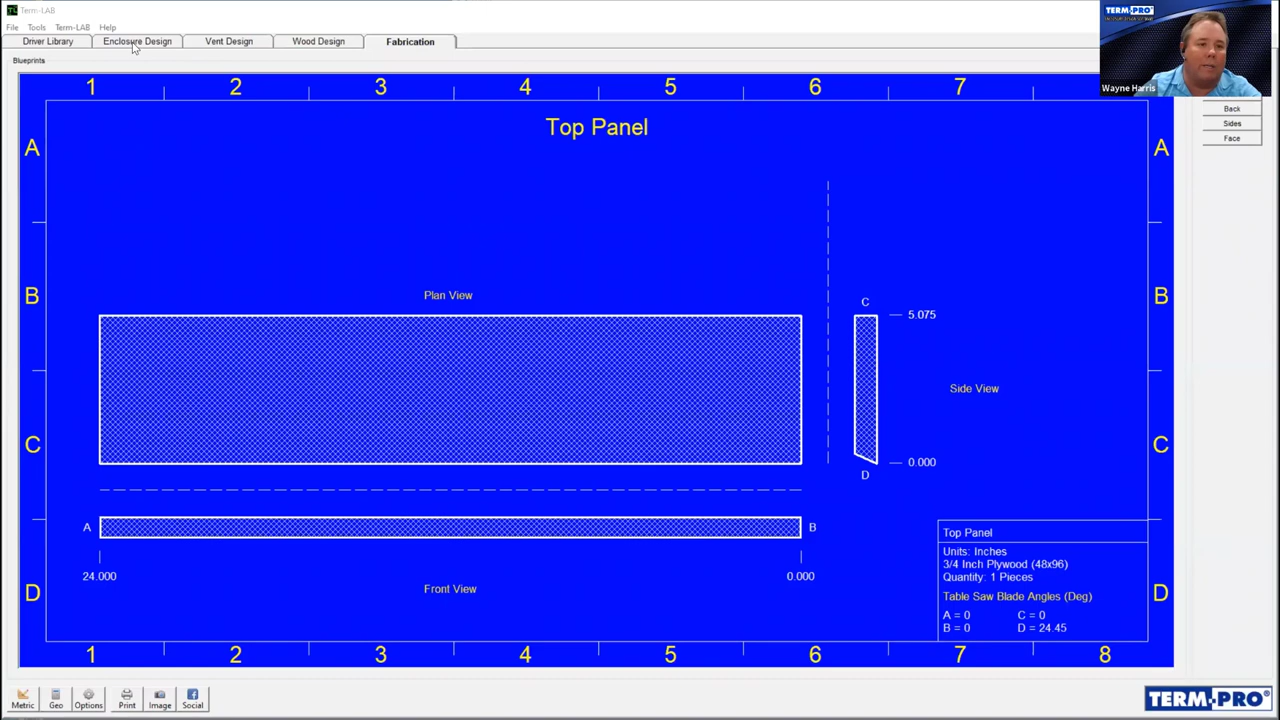 Term-LAB
File Tools Term-LAB Help
Driver Library Enclosure Design Vent Design Wood Design Fabrication
Blueprints
TERM-PRO
Wayne Harris
Back
Sides
Face
1 2 3 4 5 6 7
Top Panel
A A
B B
Plan View
C
5.075
Side View
C C
0.000
D
A B
24.000 0.000
Front View
D D
Top Panel
Units: Inches
3/4 Inch Plywood (48x96)
Quantity: 1 Pieces
Table Saw Blade Angles (Deg)
A = 0 C = 0
B = 0 D = 24.45
1 2 3 4 5 6 7 8
Metric Geo Options Print Image Social
TERM-PRO